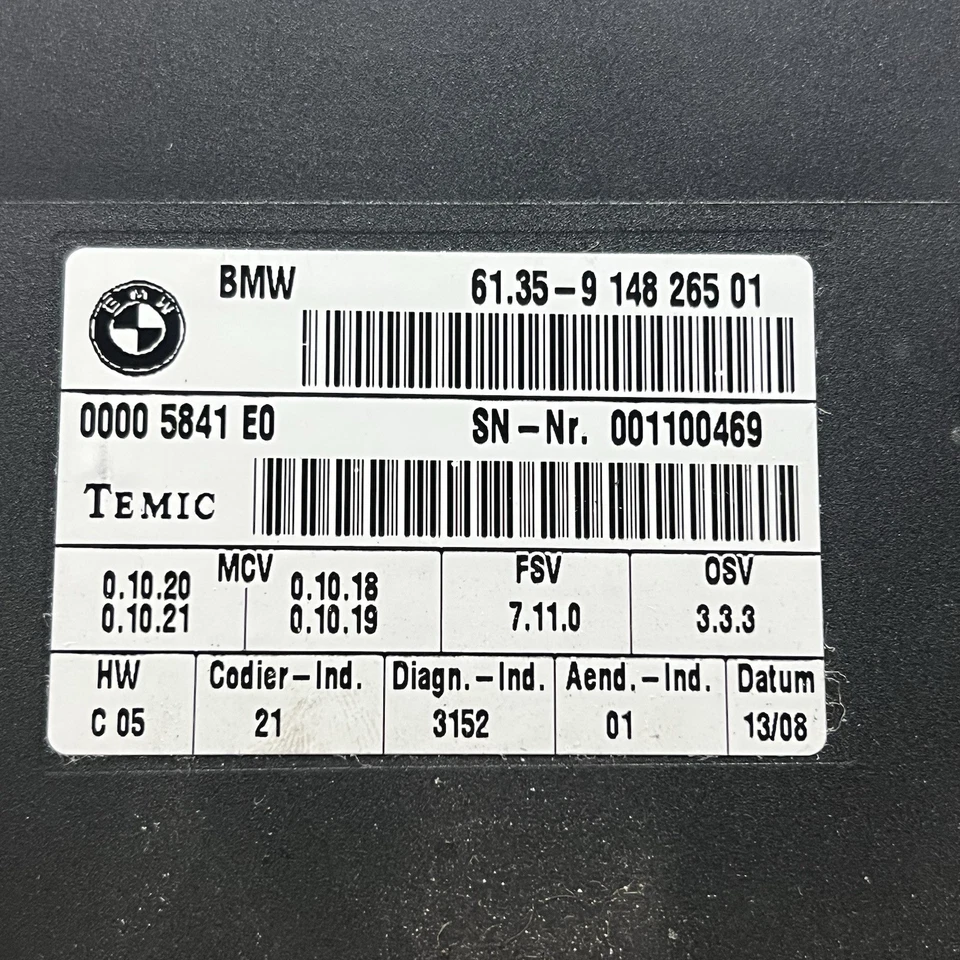 BMW
BMW 61.35-9 148 265 01
0000 5841 E0 SN-Nr. 001100469
TEMIC
MCV FSV OSV
0.10.20 0.10.18
0.10.21 0.10.19 7.11.0 3.3.3
HW Codier-Ind. Diagn.-Ind. Aend.-Ind. Datum
C 05 21 3152 01 13/08